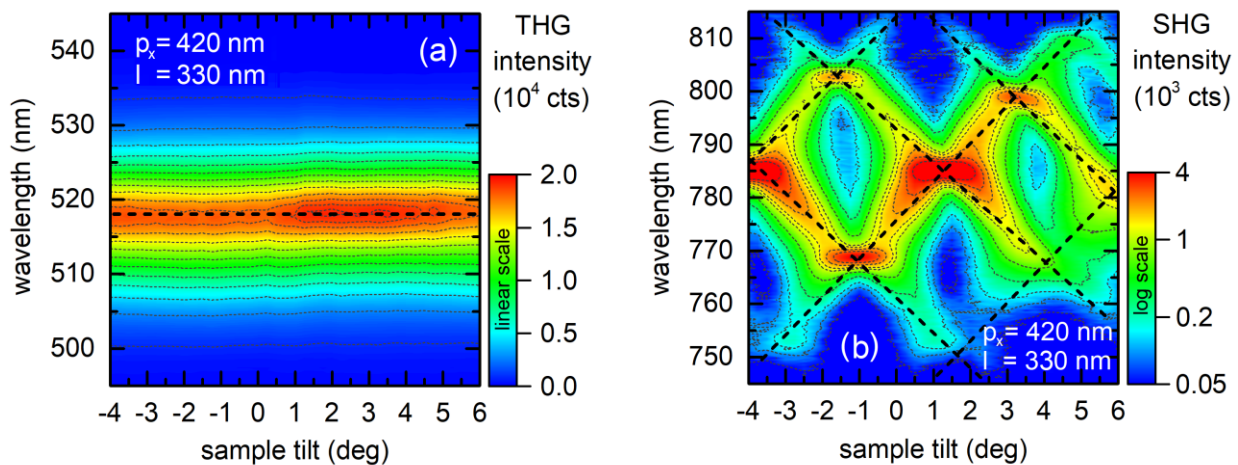 540
530
520
510
500
wavelength (nm)
px = 420 nm
l = 330 nm
(a)
-4 -3 -2 -1 0 1 2 3 4 5 6
sample tilt (deg)
THG
intensity
(10⁴ cts)
2.0
1.5
1.0
0.5
0.0
linear scale
810
800
790
780
770
760
750
wavelength (nm)
(b)
px = 420 nm
l = 330 nm
-4 -3 -2 -1 0 1 2 3 4 5 6
sample tilt (deg)
SHG
intensity
(10³ cts)
4
1
0.2
0.05
log scale